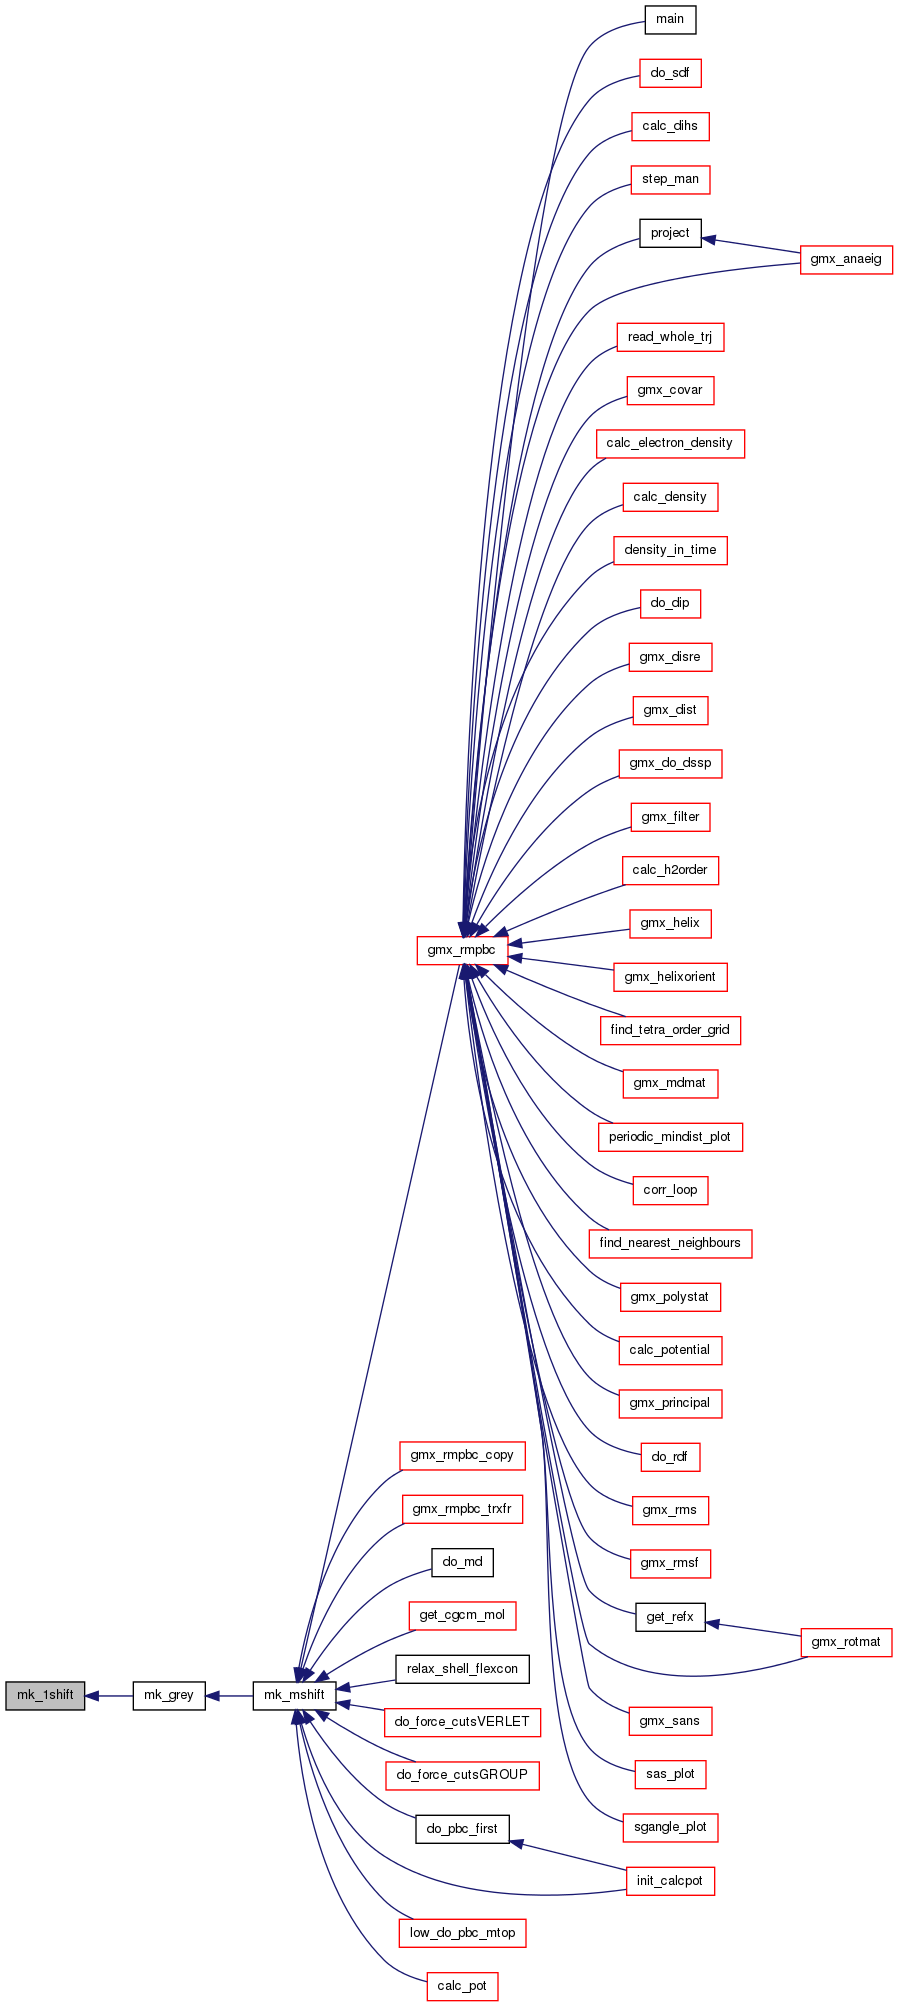 main
do_sdf
calc_dihs
step_man
project
gmx_anaeig
read_whole_trj
gmx_covar
calc_electron_density
calc_density
density_in_time
do_dip
gmx_disre
gmx_dist
gmx_do_dssp
gmx_filter
calc_h2order
gmx_helix
gmx_rmpbc
gmx_helixorient
find_tetra_order_grid
gmx_mdmat
periodic_mindist_plot
corr_loop
find_nearest_neighbours
gmx_polystat
calc_potential
gmx_principal
gmx_rmpbc_copy
do_rdf
gmx_rmpbc_trxfr
gmx_rms
do_md
gmx_rmsf
get_cgcm_mol
get_refx
gmx_rotmat
relax_shell_flexcon
mk_1shift
mk_grey
mk_mshift
do_force_cutsVERLET
gmx_sans
do_force_cutsGROUP
sas_plot
do_pbc_first
sgangle_plot
init_calcpot
low_do_pbc_mtop
calc_pot